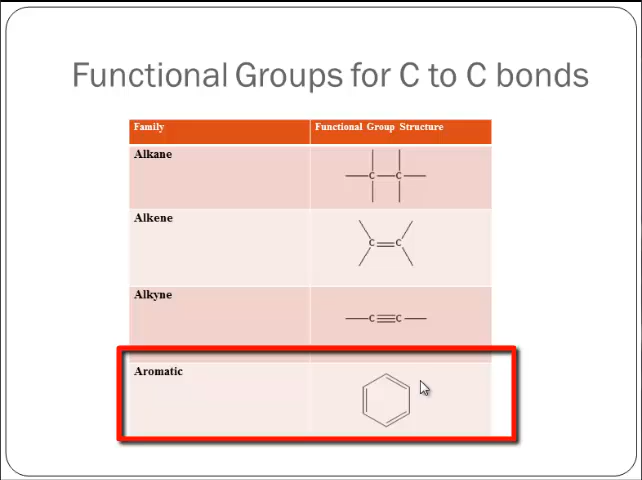 Functional Groups for C to C bonds
Family Functional Group Structure
Alkane
C C
Alkene
C C
Alkyne
C C
Aromatic